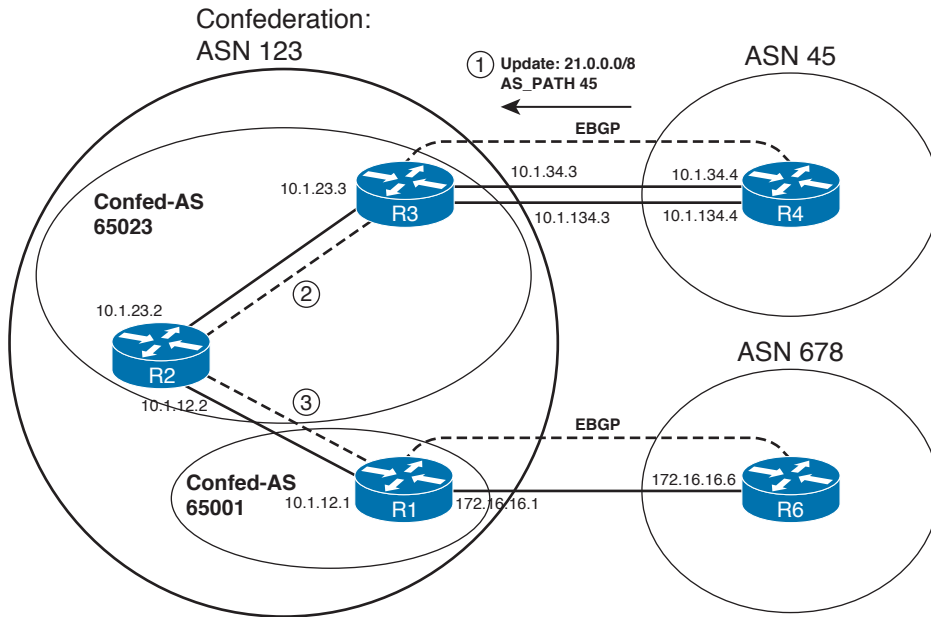 Confederation:
ASN 123
1 Update: 21.0.0.0/8
AS_PATH 45
ASN 45
EBGP
Confed-AS
65023
10.1.23.3
R3
10.1.34.3
10.1.34.4
10.1.134.3
10.1.134.4
R4
2
10.1.23.2
R2
10.1.12.2
3
ASN 678
EBGP
Confed-AS
65001
10.1.12.1
R1
172.16.16.1
172.16.16.6
R6